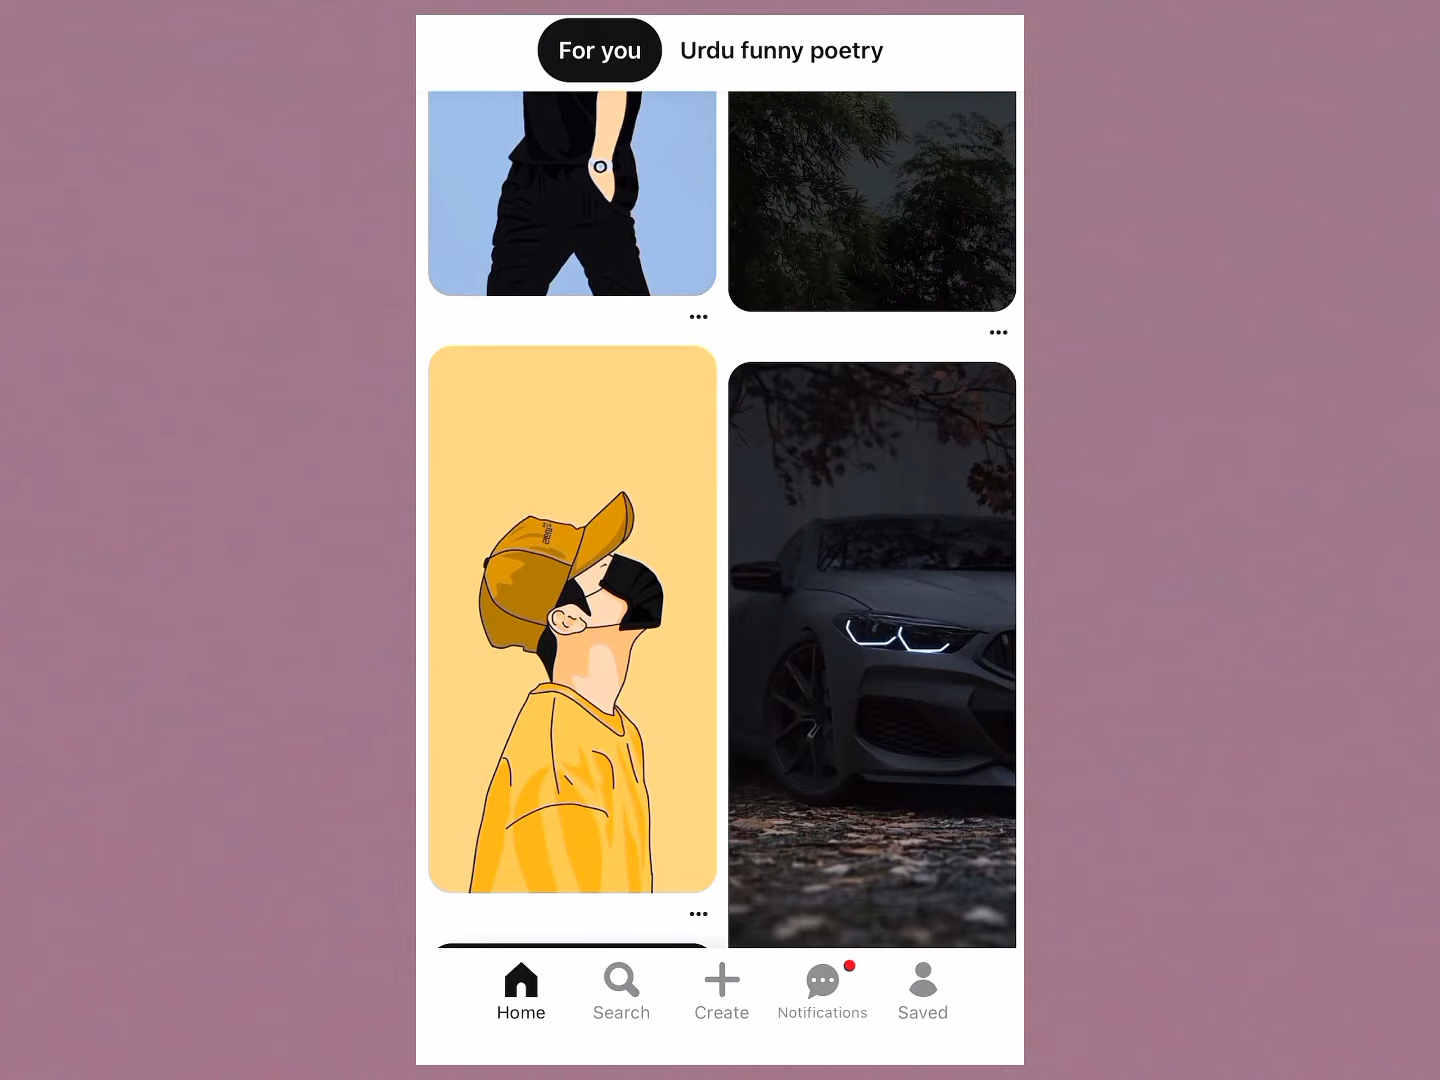 For you
Urdu funny poetry
Home
Search
Create
Notifications
Saved